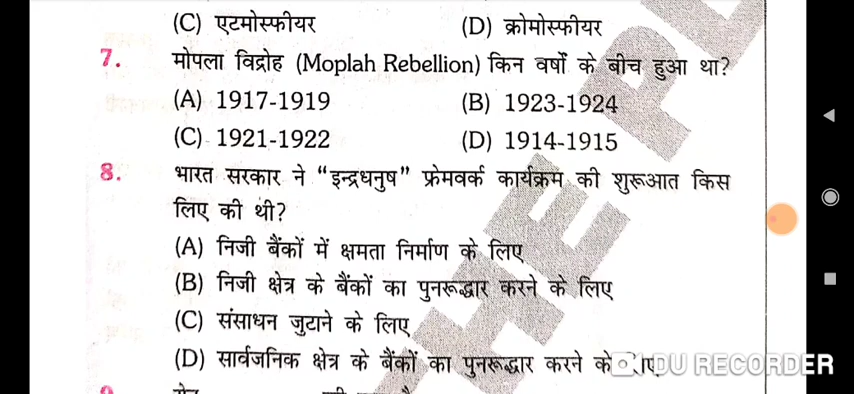 (C) एटमोस्फीयर (D) क्रोमोस्फीयर
7. मोपला विद्रोह (Moplah Rebellion) किन वर्षों के बीच हुआ था?
(A) 1917-1919 (B) 1923-1924
(C) 1921-1922 (D) 1914-1915
8. भारत सरकार ने “इन्द्रधनुष” फ्रेमवर्क कार्यक्रम की शुरूआत किस
लिए की थी?
(A) निजी बैंकों में क्षमता निर्माण के लिए
(B) निजी क्षेत्र के बैंकों का पुनरूद्धार करने के लिए
(C) संसाधन जुटाने के लिए
(D) सार्वजनिक क्षेत्र के बैंकों का पुनरूद्धार करने के
DU RECORDER
THE